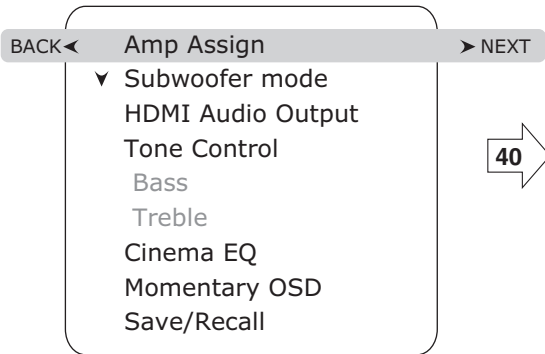 BACK Amp Assign NEXT
Subwoofer mode
HDMI Audio Output
Tone Control
40
Bass
Treble
Cinema EQ
Momentary OSD
Save/Recall